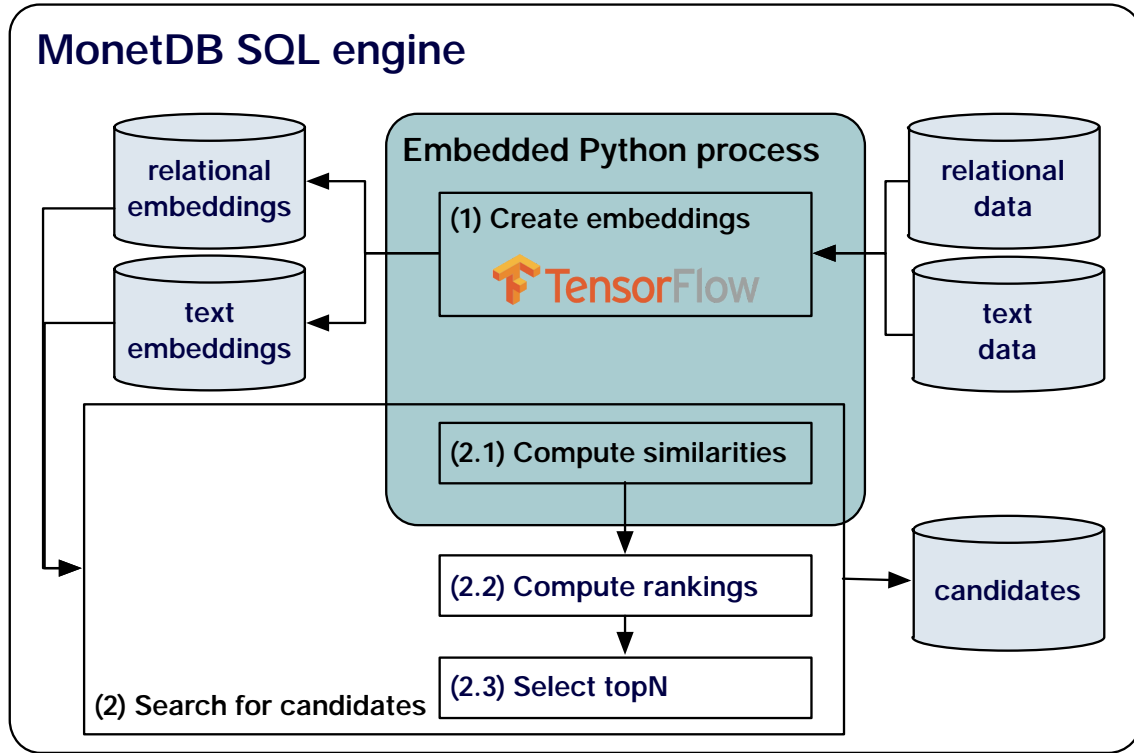 MonetDB SQL engine
relational
embeddings
text
embeddings
Embedded Python process
(1) Create embeddings
TensorFlow
relational
data
text
data
(2.1) Compute similarities
(2.2) Compute rankings
(2.3) Select topN
(2) Search for candidates
candidates